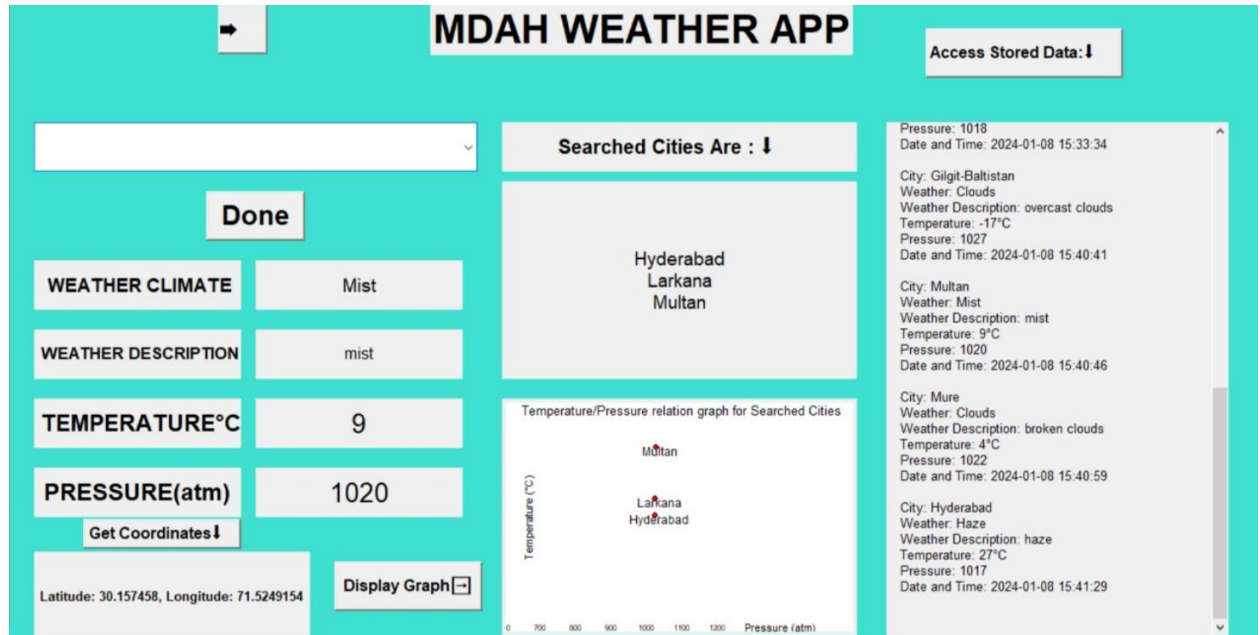 MDAH WEATHER APP
Access Stored Data:⬇
Done
WEATHER CLIMATE
Mist
WEATHER DESCRIPTION
mist
TEMPERATURE°C
9
PRESSURE(atm)
1020
Get Coordinates⬇
Latitude: 30.157458, Longitude: 71.5249154
Display Graph
Searched Cities Are : ⬇
Hyderabad
Larkana
Multan
Temperature/Pressure relation graph for Searched Cities
Multan
Larkana
Hyderabad
Temperature (°C)
0 700 800 900 1000 1100 1200 Pressure (atm)
Pressure: 1018
Date and Time: 2024-01-08 15:33:34
City: Gilgit-Baltistan
Weather: Clouds
Weather Description: overcast clouds
Temperature: -17°C
Pressure: 1027
Date and Time: 2024-01-08 15:40:41
City: Multan
Weather: Mist
Weather Description: mist
Temperature: 9°C
Pressure: 1020
Date and Time: 2024-01-08 15:40:46
City: Mure
Weather: Clouds
Weather Description: broken clouds
Temperature: 4°C
Pressure: 1022
Date and Time: 2024-01-08 15:40:59
City: Hyderabad
Weather: Haze
Weather Description: haze
Temperature: 27°C
Pressure: 1017
Date and Time: 2024-01-08 15:41:29